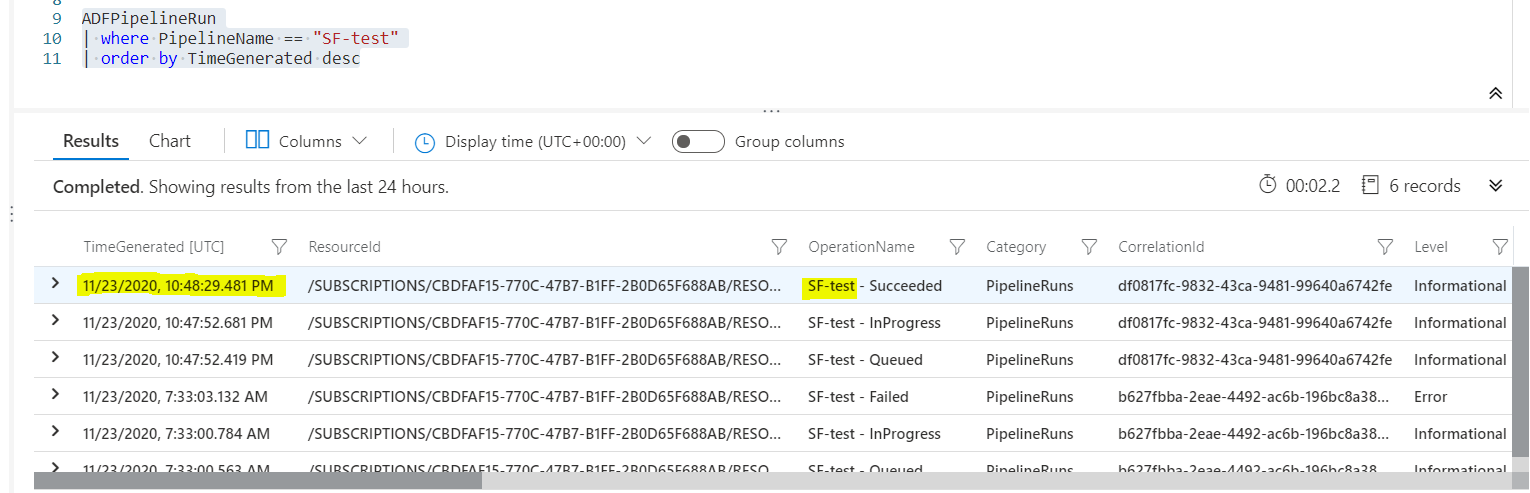 9 ADFPipelineRun
10 | where PipelineName == "SF-test"
11 | order by TimeGenerated desc
Results Chart Columns Display time (UTC+00:00) Group columns
Completed. Showing results from the last 24 hours. 00:02.2 6 records
TimeGenerated [UTC] ResourceId OperationName Category CorrelationId Level
11/23/2020, 10:48:29.481 PM /SUBSCRIPTIONS/CBDFAF15-770C-47B7-B1FF-2B0D65F688AB/RESO... SF-test - Succeeded PipelineRuns df0817fc-9832-43ca-9481-99640a6742fe Informational
11/23/2020, 10:47:52.681 PM /SUBSCRIPTIONS/CBDFAF15-770C-47B7-B1FF-2B0D65F688AB/RESO... SF-test - InProgress PipelineRuns df0817fc-9832-43ca-9481-99640a6742fe Informational
11/23/2020, 10:47:52.419 PM /SUBSCRIPTIONS/CBDFAF15-770C-47B7-B1FF-2B0D65F688AB/RESO... SF-test - Queued PipelineRuns df0817fc-9832-43ca-9481-99640a6742fe Informational
11/23/2020, 7:33:03.132 AM /SUBSCRIPTIONS/CBDFAF15-770C-47B7-B1FF-2B0D65F688AB/RESO... SF-test - Failed PipelineRuns b627fbba-2eae-4492-ac6b-196bc8a38... Error
11/23/2020, 7:33:00.784 AM /SUBSCRIPTIONS/CBDFAF15-770C-47B7-B1FF-2B0D65F688AB/RESO... SF-test - InProgress PipelineRuns b627fbba-2eae-4492-ac6b-196bc8a38... Informational
11/23/2020, 7:33:00.563 AM /SUBSCRIPTIONS/CBDFAF15-770C-47B7-B1FF-2B0D65F688AB/RESO... SF-test - Queued PipelineRuns b627fbba-2eae-4492-ac6b-196bc8a38... Informational